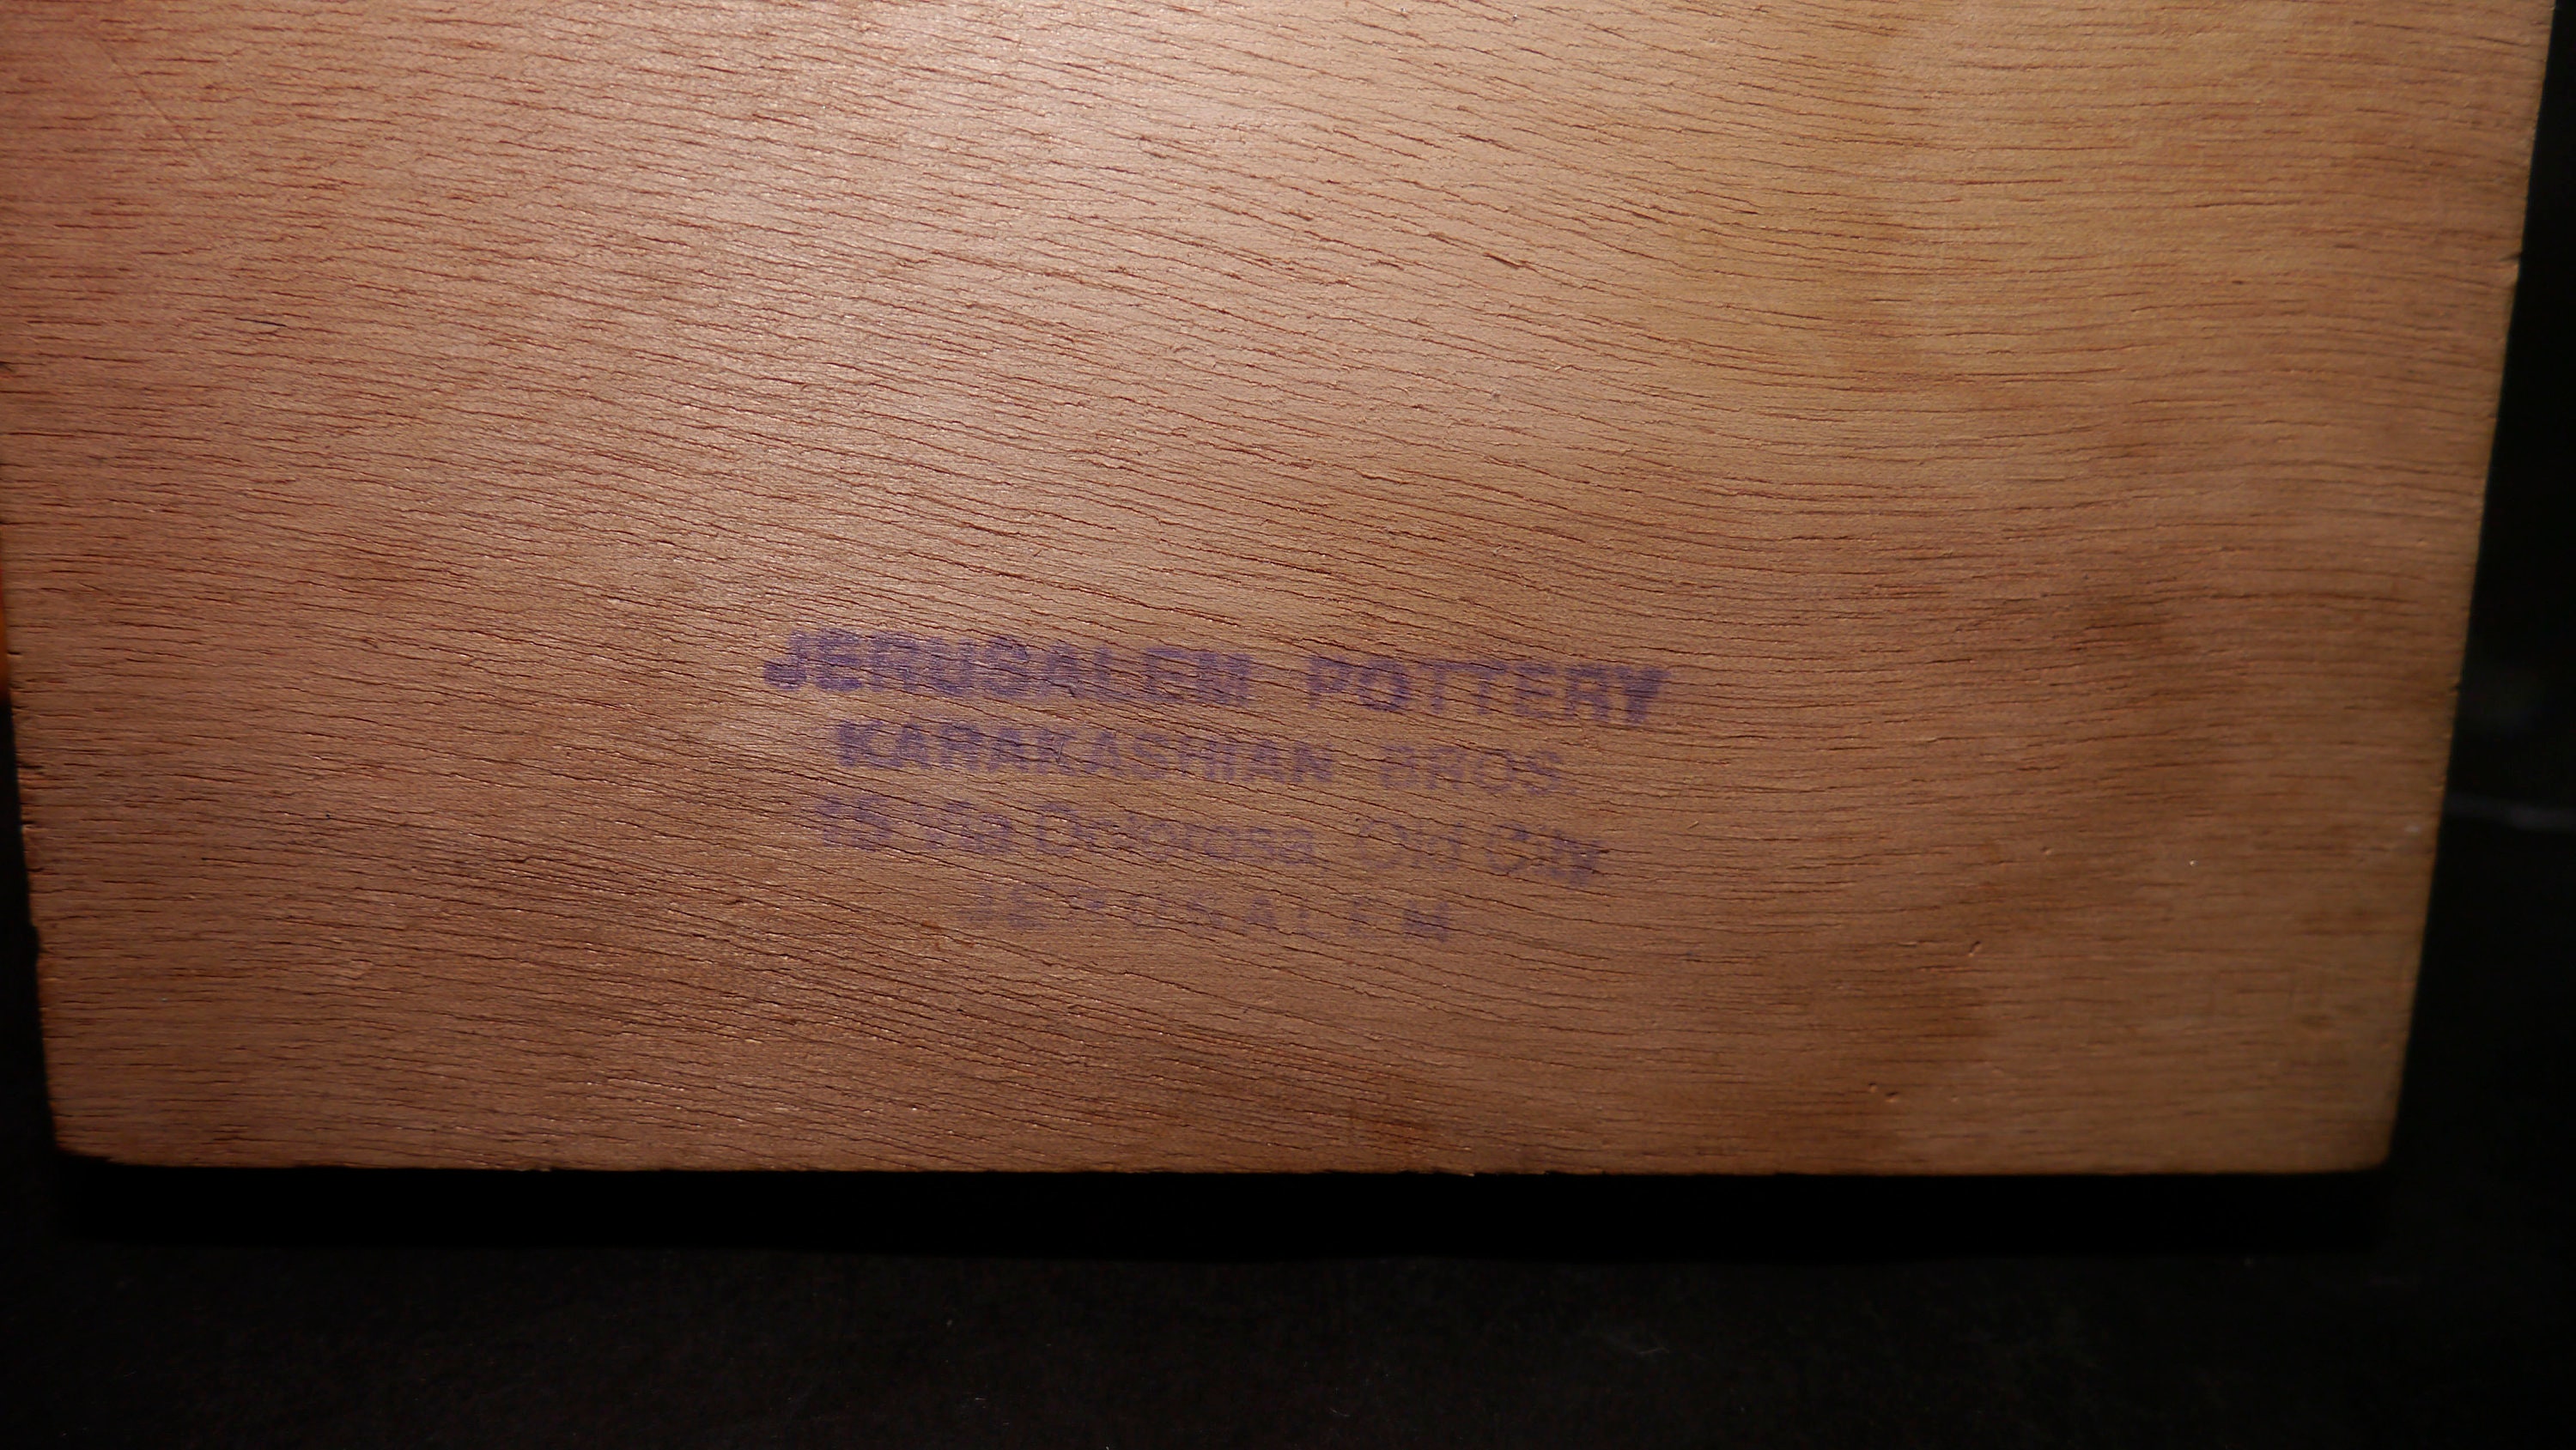 JERUSALEM POTTERY
KARAKASHIAN BROS.
15 Via Dolorosa, Old City
JERUSALEM